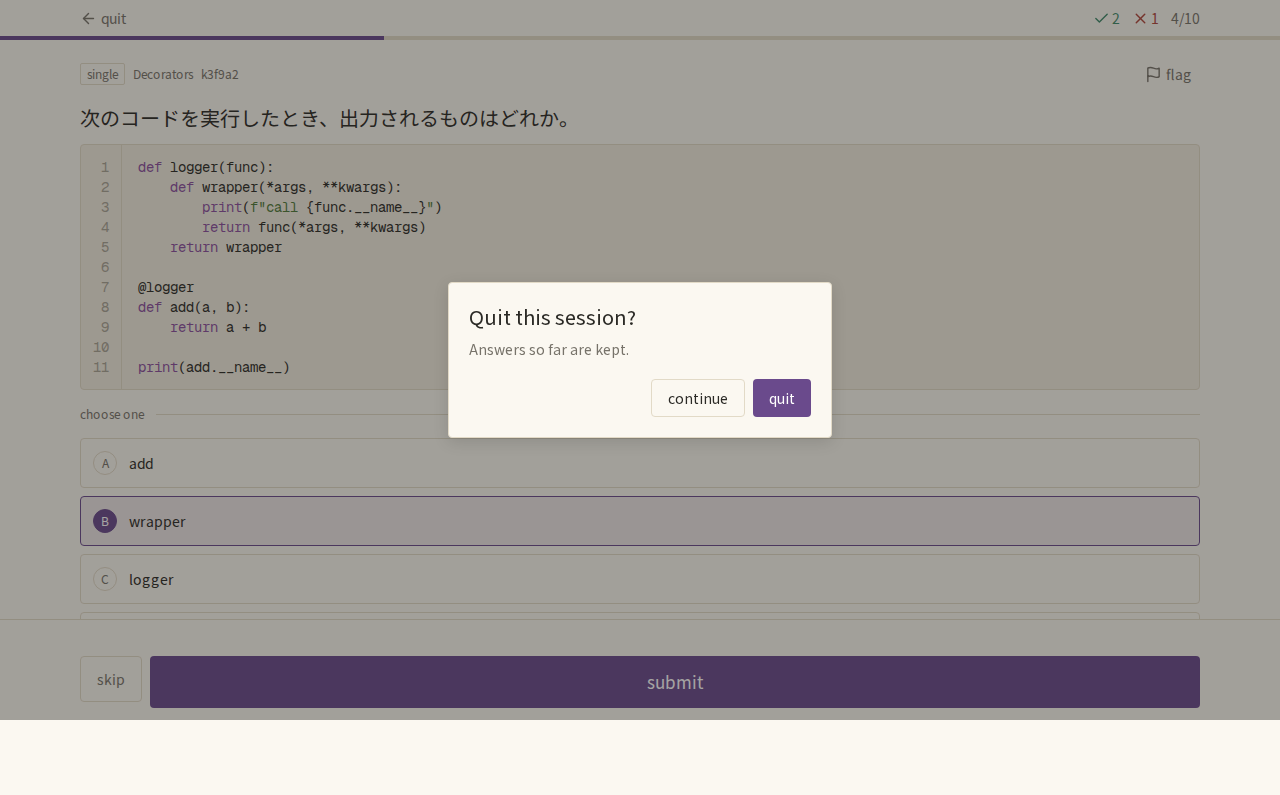 quit
2 1 4/10
single Decorators k3f9a2
flag
次のコードを実行したとき、出力されるものはどれか。
1 def logger(func):
2     def wrapper(*args, **kwargs):
3         print(f"call {func.__name__}")
4         return func(*args, **kwargs)
5     return wrapper
6
7 @logger
8 def add(a, b):
9     return a + b
10
11 print(add.__name__)
Quit this session?
Answers so far are kept.
continue quit
choose one
A add
B wrapper
C logger
skip submit